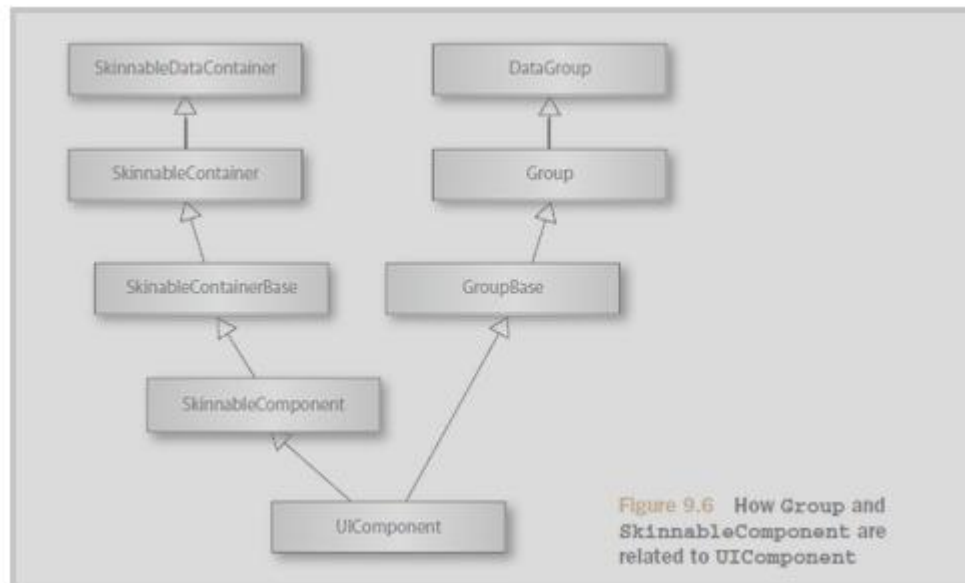 SkinnableDataContainer
DataGroup
SkinnableContainer
Group
SkinableContainerBase
GroupBase
SkinnableComponent
UIComponent
Figure 9.6 How Group and
SkinnableComponent are
related to UIComponent